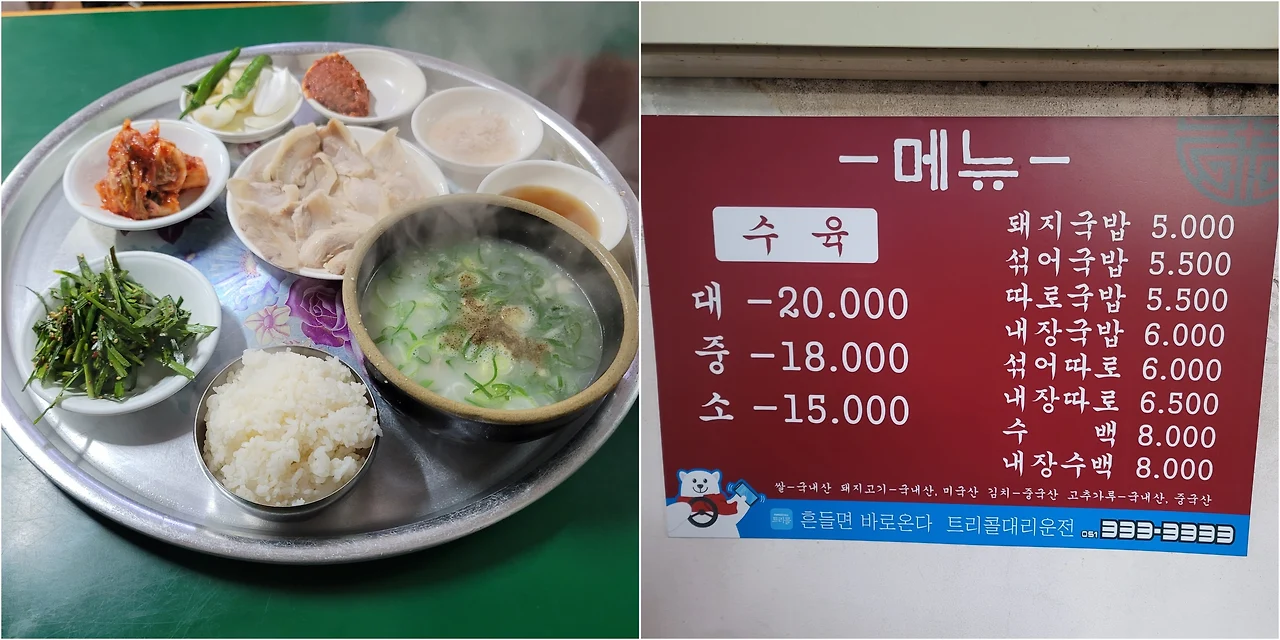 메뉴
수 육
대 -20.000
중 -18.000
소 -15.000
돼지국밥 5.000
섞어국밥 5.500
따로국밥 5.500
내장국밥 6.000
섞어따로 6.000
내장따로 6.500
수 백 8.000
내장수백 8.000
쌀-국내산 돼지고기-국내산, 미국산 김치-중국산 고추가루-국내산, 중국산
트리콜
흔들면 바로온다 트리콜대리운전 051 333-3333